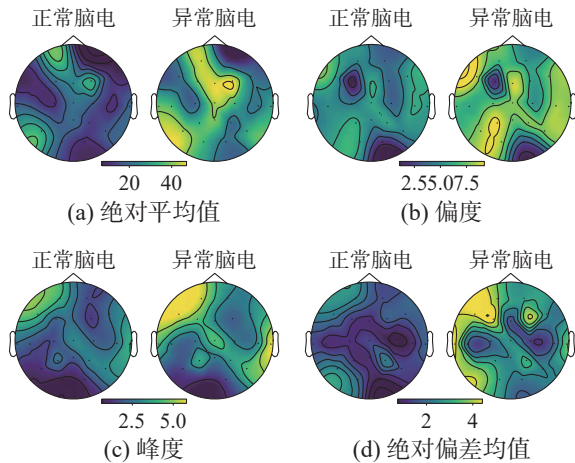 正常脑电 异常脑电 正常脑电 异常脑电
20 40 2.55.07.5
(a) 绝对平均值 (b) 偏度
正常脑电 异常脑电 正常脑电 异常脑电
2.5 5.0 2 4
(c) 峰度 (d) 绝对偏差均值